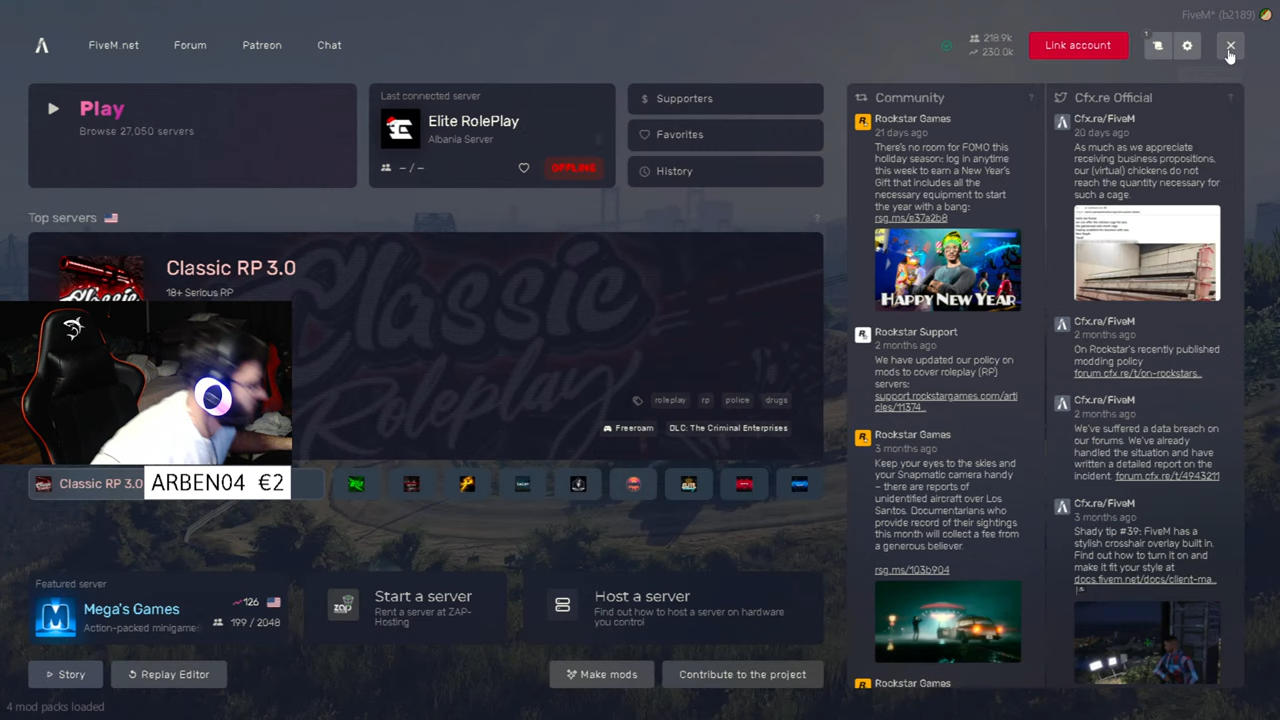 FiveM* (b2189)
FiveM.net
Forum
Patreon
Chat
218.9k
230.0k
Link account
1
Play
Browse 27,050 servers
Last connected server
Elite RolePlay
Albania Server
– / –
OFFLINE
$ Supporters
Favorites
History
Top servers
?
Classic RP 3.0
18+ Serious RP
Classic
Roleplay
roleplay
rp
police
drugs
Freeroam
DLC: The Criminal Enterprises
Classic RP 3.0
ARBEN04 €2
Featured server
Mega's Games
Action-packed minigame
126
199 / 2048
ZAP
Start a server
Rent a server at ZAP-
Hosting
Host a server
Find out how to host a server on hardware
you control
Story
Replay Editor
Make mods
Contribute to the project
4 mod packs loaded
Community
?
Rockstar Games
21 days ago
There's no room for FOMO this
holiday season: log in anytime
this week to earn a New Year's
Gift that includes all the
necessary equipment to start
the year with a bang:
rsg.ms/e37a2b8
HAPPY NEW YEAR
Rockstar Support
2 months ago
We have updated our policy on
mods to cover roleplay (RP)
servers:
support.rockstargames.com/arti
cles/11374…
Rockstar Games
3 months ago
Keep your eyes to the skies and
your Snapmatic camera handy
– there are reports of
unidentified aircraft over Los
Santos. Documentarians who
provide record of their sightings
this month will collect a fee from
a generous believer.
rsg.ms/103b904
Rockstar Games
Cfx.re Official
?
Cfx.re/FiveM
20 days ago
As much as we appreciate
receiving business propositions,
our (virtual) chickens do not
reach the quantity necessary for
such a cage.
Cfx.re/FiveM
2 months ago
On Rockstar's recently published
modding policy
forum.cfx.re/t/on-rockstars…
Cfx.re/FiveM
2 months ago
We've suffered a data breach on
our forums. We've already
handled the situation and have
written a detailed report on the
incident. forum.cfx.re/t/4943211
Cfx.re/FiveM
3 months ago
Shady tip #39: FiveM has a
stylish crosshair overlay built in.
Find out how to turn it on and
make it fit your style at
docs.fivem.net/docs/client-ma…